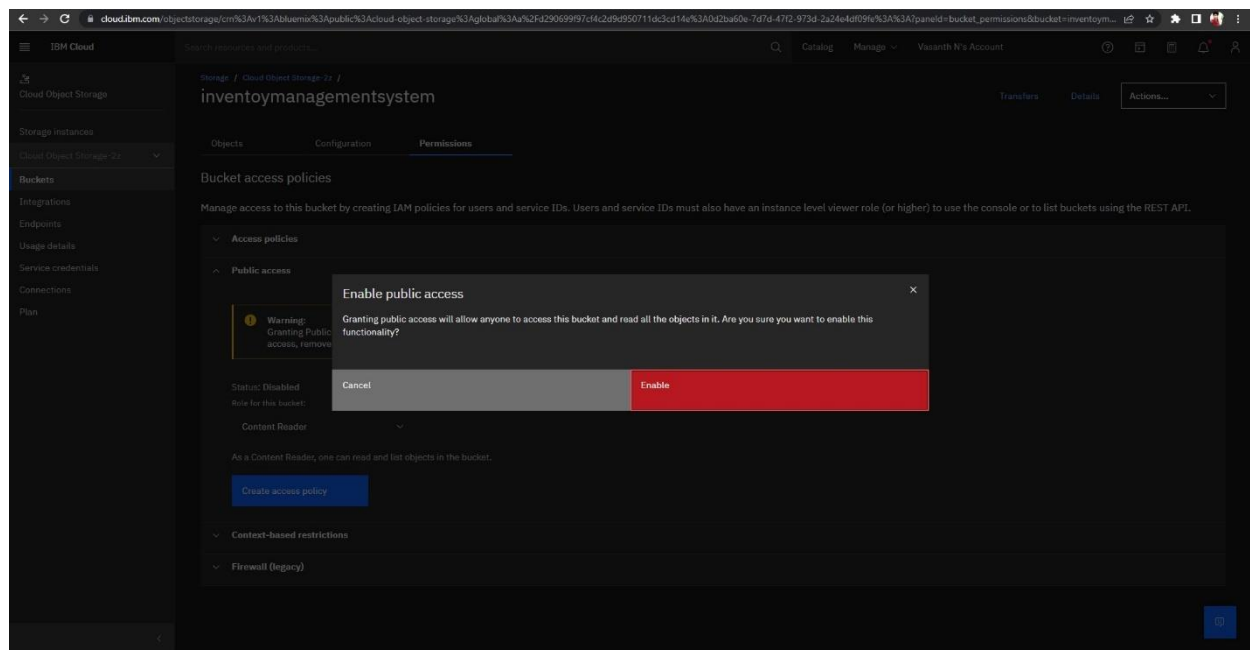 cloud.ibm.com/objectstorage/crn%3Av1%3Abluemix%3Apublic%3Acloud-object-storage%3Aglobal%3Aa%2Fd290699f97cf4c2d9d950711dc3cd14e%3A0d2ba60e-7d7d-47f2-973d-2a24e4df09fe%3A%3A?paneId=bucket_permissions&bucket=inventoym...
IBM Cloud
Search resources and products...
Catalog
Manage
Vasanth N's Account
Cloud Object Storage
Storage instances
Cloud Object Storage-2z
Buckets
Integrations
Endpoints
Usage details
Service credentials
Connections
Plan
Storage / Cloud Object Storage-2z /
inventoymanagementsystem
Transfers
Details
Actions...
Objects
Configuration
Permissions
Bucket access policies
Manage access to this bucket by creating IAM policies for users and service IDs. Users and service IDs must also have an instance level viewer role (or higher) to use the console or to list buckets using the REST API.
Access policies
Public access
Warning:
Granting Public
access, remove
Enable public access
Granting public access will allow anyone to access this bucket and read all the objects in it. Are you sure you want to enable this
functionality?
Cancel
Enable
Status: Disabled
Role for this bucket:
Content Reader
As a Content Reader, one can read and list objects in the bucket.
Create access policy
Context-based restrictions
Firewall (legacy)